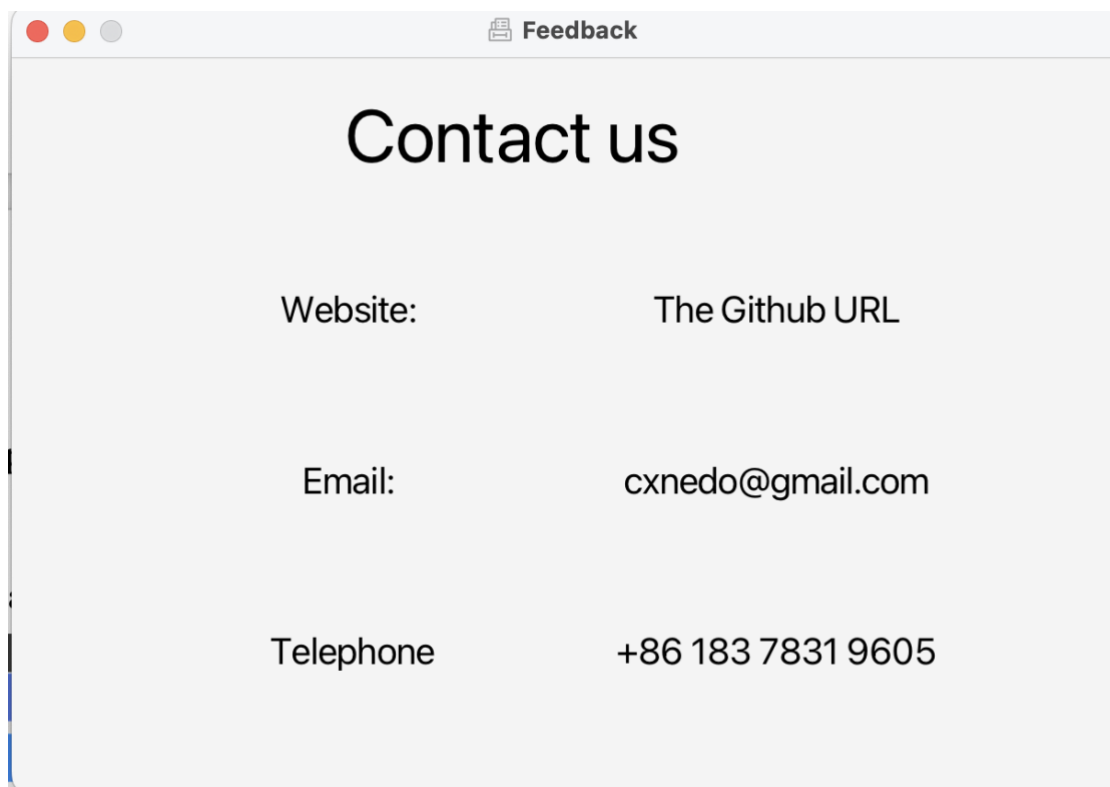 Feedback
Contact us
Website: The Github URL
Email: cxnedo@gmail.com
Telephone +86 183 7831 9605